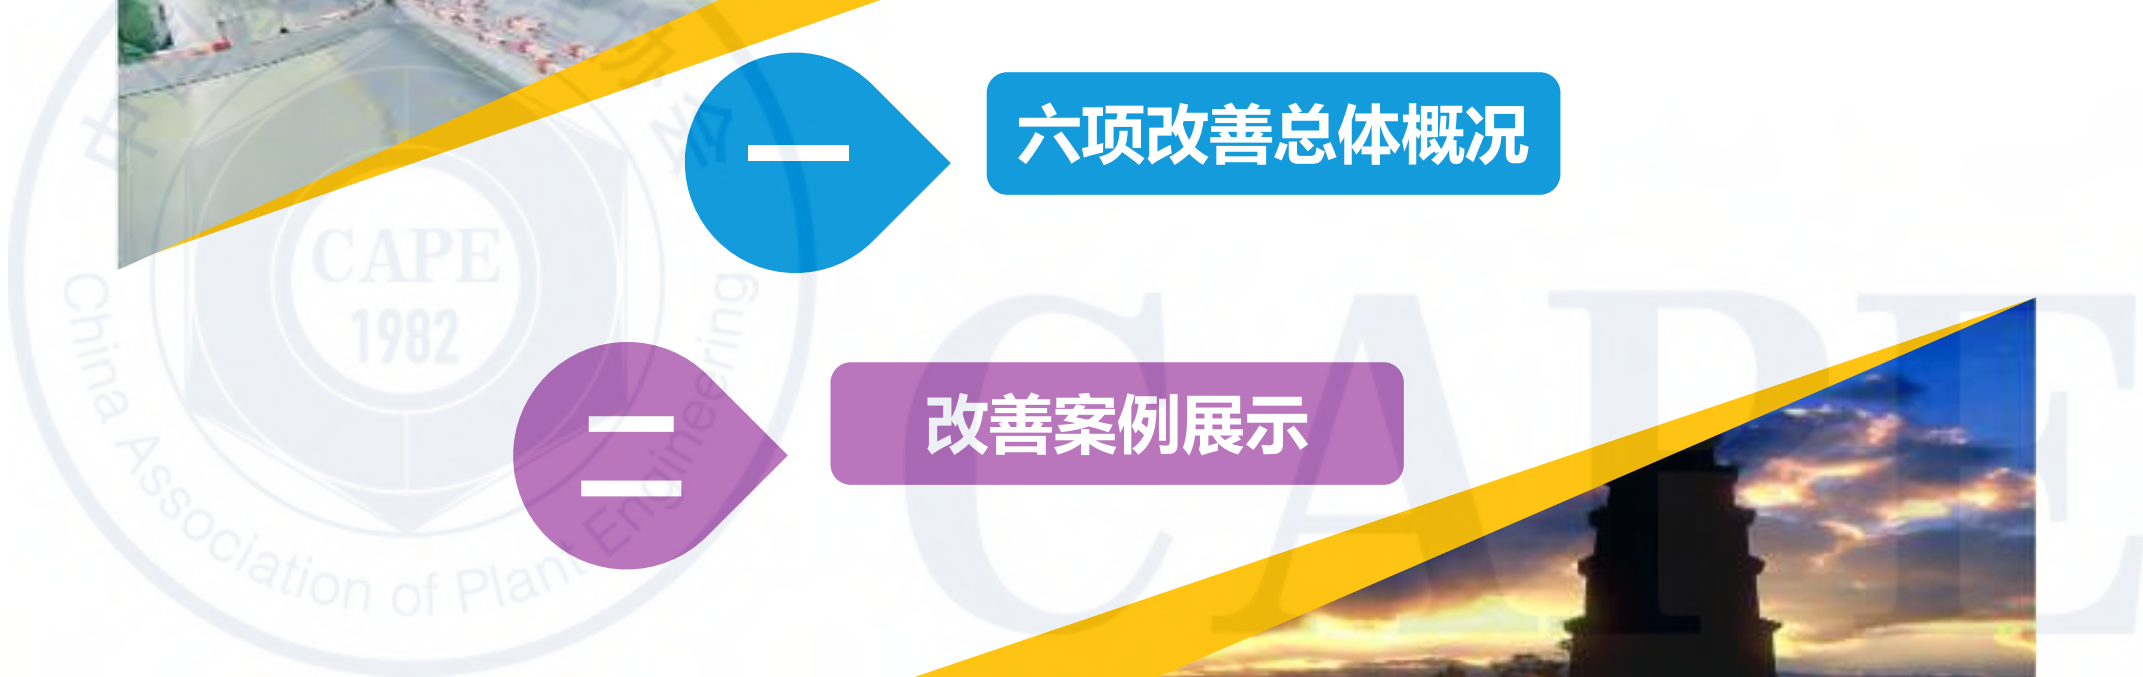 一
六项改善总体概况
二
改善案例展示
CAPE
1982
China Association of Plant Engineering
CAPE